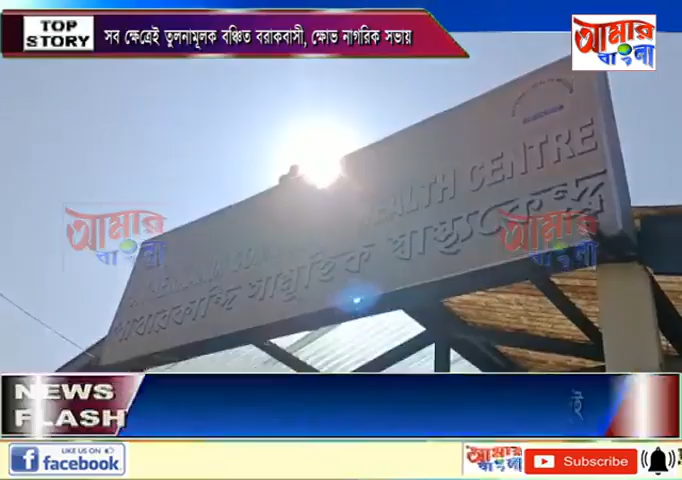 TOP STORY
সব ক্ষেত্রেই তুলনামূলক বঞ্চিত বরাকবাসী, ক্ষোভ নাগরিক সভায়
আমার বাংলা
HEALTH CENTRE
পাথারকান্দি সামূহিক স্বাস্থ্যকেন্দ্ৰ
আমার বাংলা
আমার বাংলা
NEWS FLASH
LIKE US ON
facebook.
আমার বাংলা
Subscribe